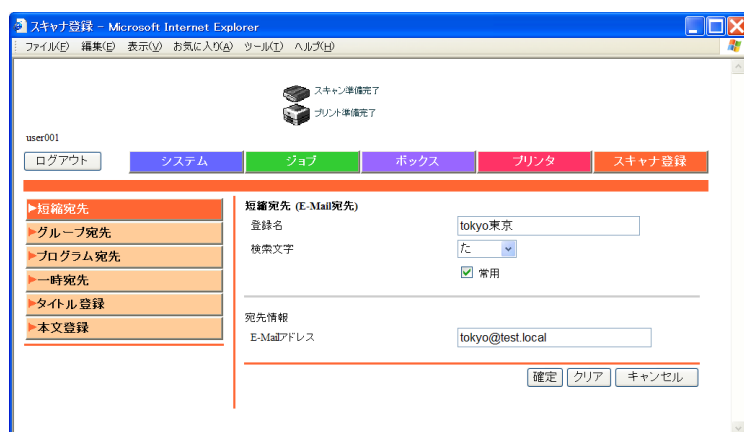 スキャナ登録 - Microsoft Internet Explorer
ファイル(F) 編集(E) 表示(V) お気に入り(A) ツール(T) ヘルプ(H)
スキャン準備完了
プリント準備完了
user001
ログアウト システム ジョブ ボックス プリンタ スキャナ登録
▶短縮宛先
▶グループ宛先
▶プログラム宛先
▶一時宛先
▶タイトル登録
▶本文登録
短縮宛先 (E-Mail宛先)
登録名 tokyo東京
検索文字 た
常用
宛先情報
E-Mailアドレス tokyo@test.local
確定 クリア キャンセル